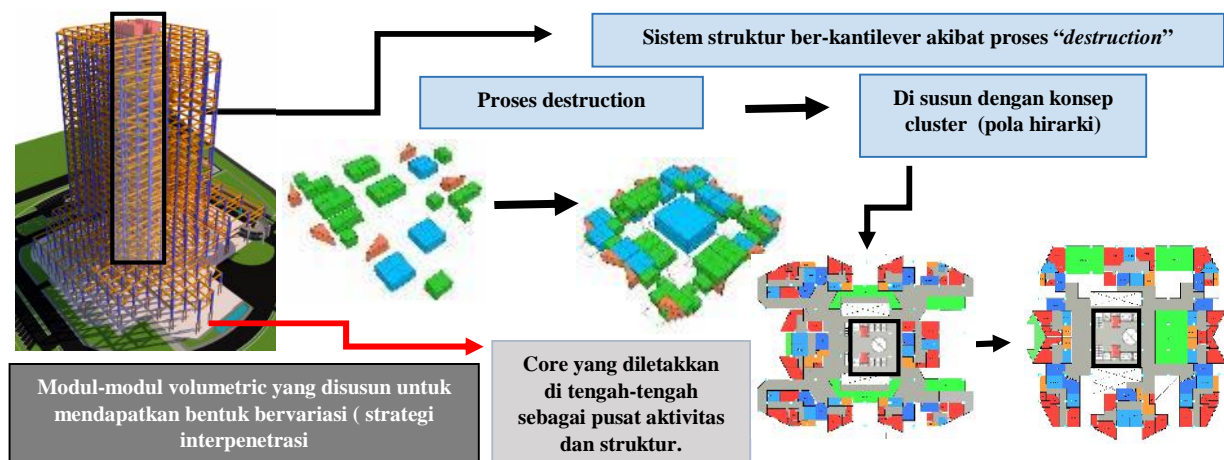 Sistem struktur ber-kantilever akibat proses “destruction”
Proses destruction
Di susun dengan konsep
cluster (pola hirarki)
Modul-modul volumetric yang disusun untuk
mendapatkan bentuk bervariasi ( strategi
interpenetrasi
Core yang diletakkan
di tengah-tengah
sebagai pusat aktivitas
dan struktur.